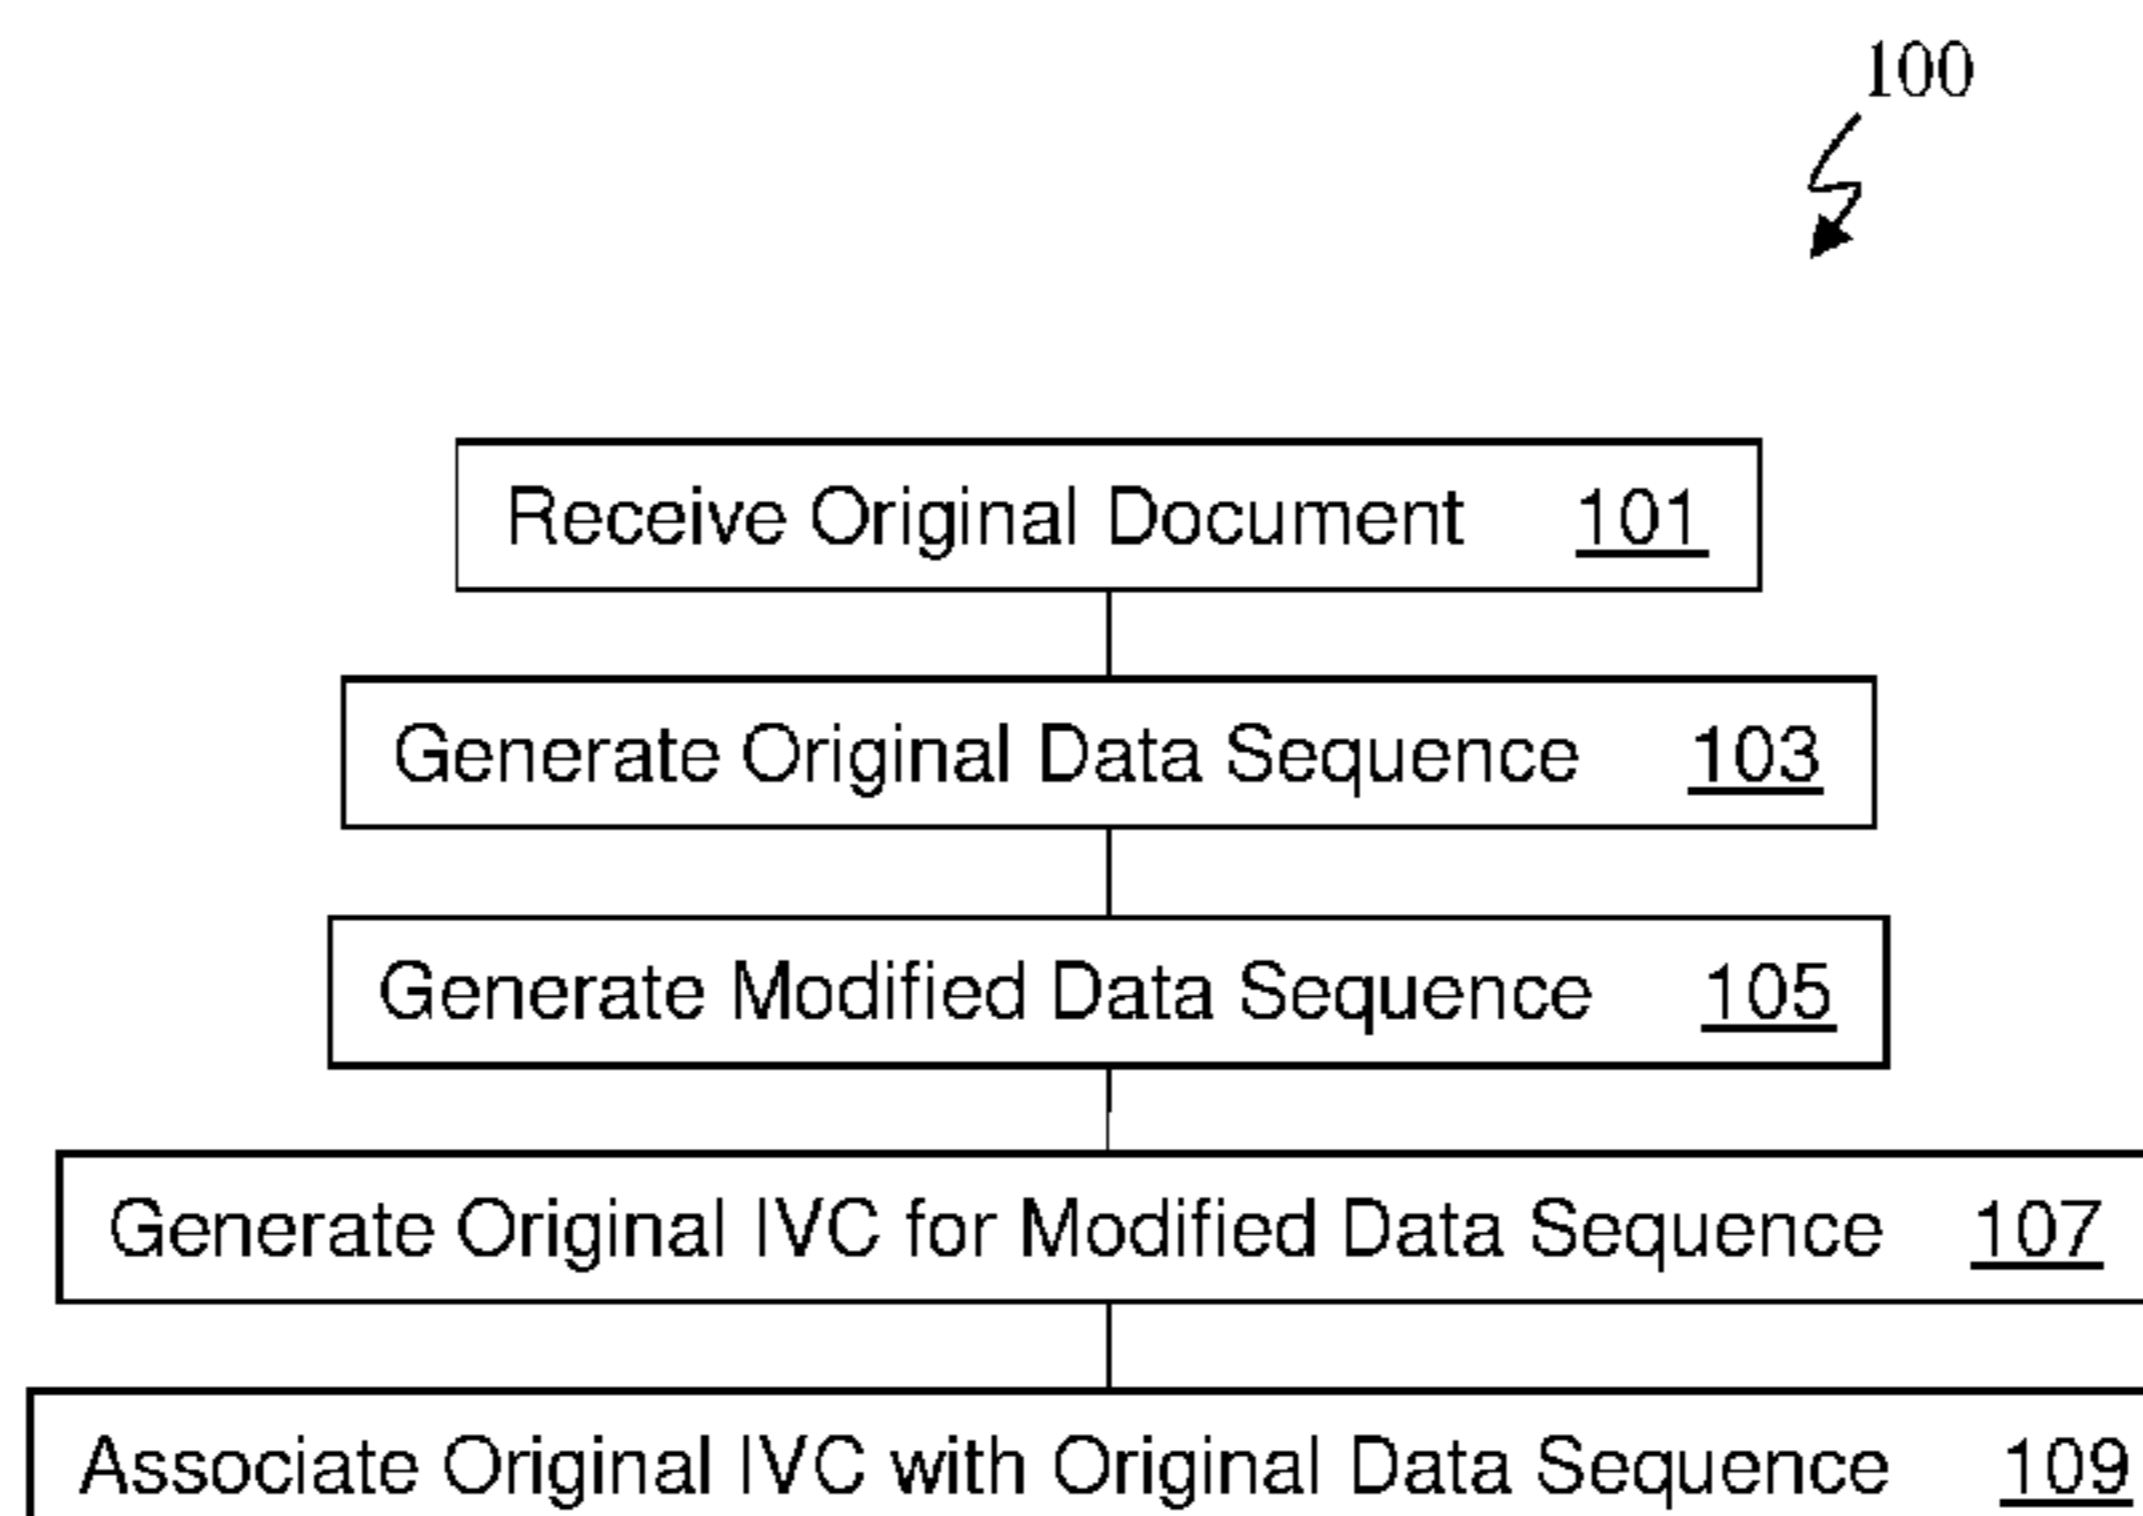 100
Receive Original Document 101
Generate Original Data Sequence 103
Generate Modified Data Sequence 105
Generate Original IVC for Modified Data Sequence 107
Associate Original IVC with Original Data Sequence 109